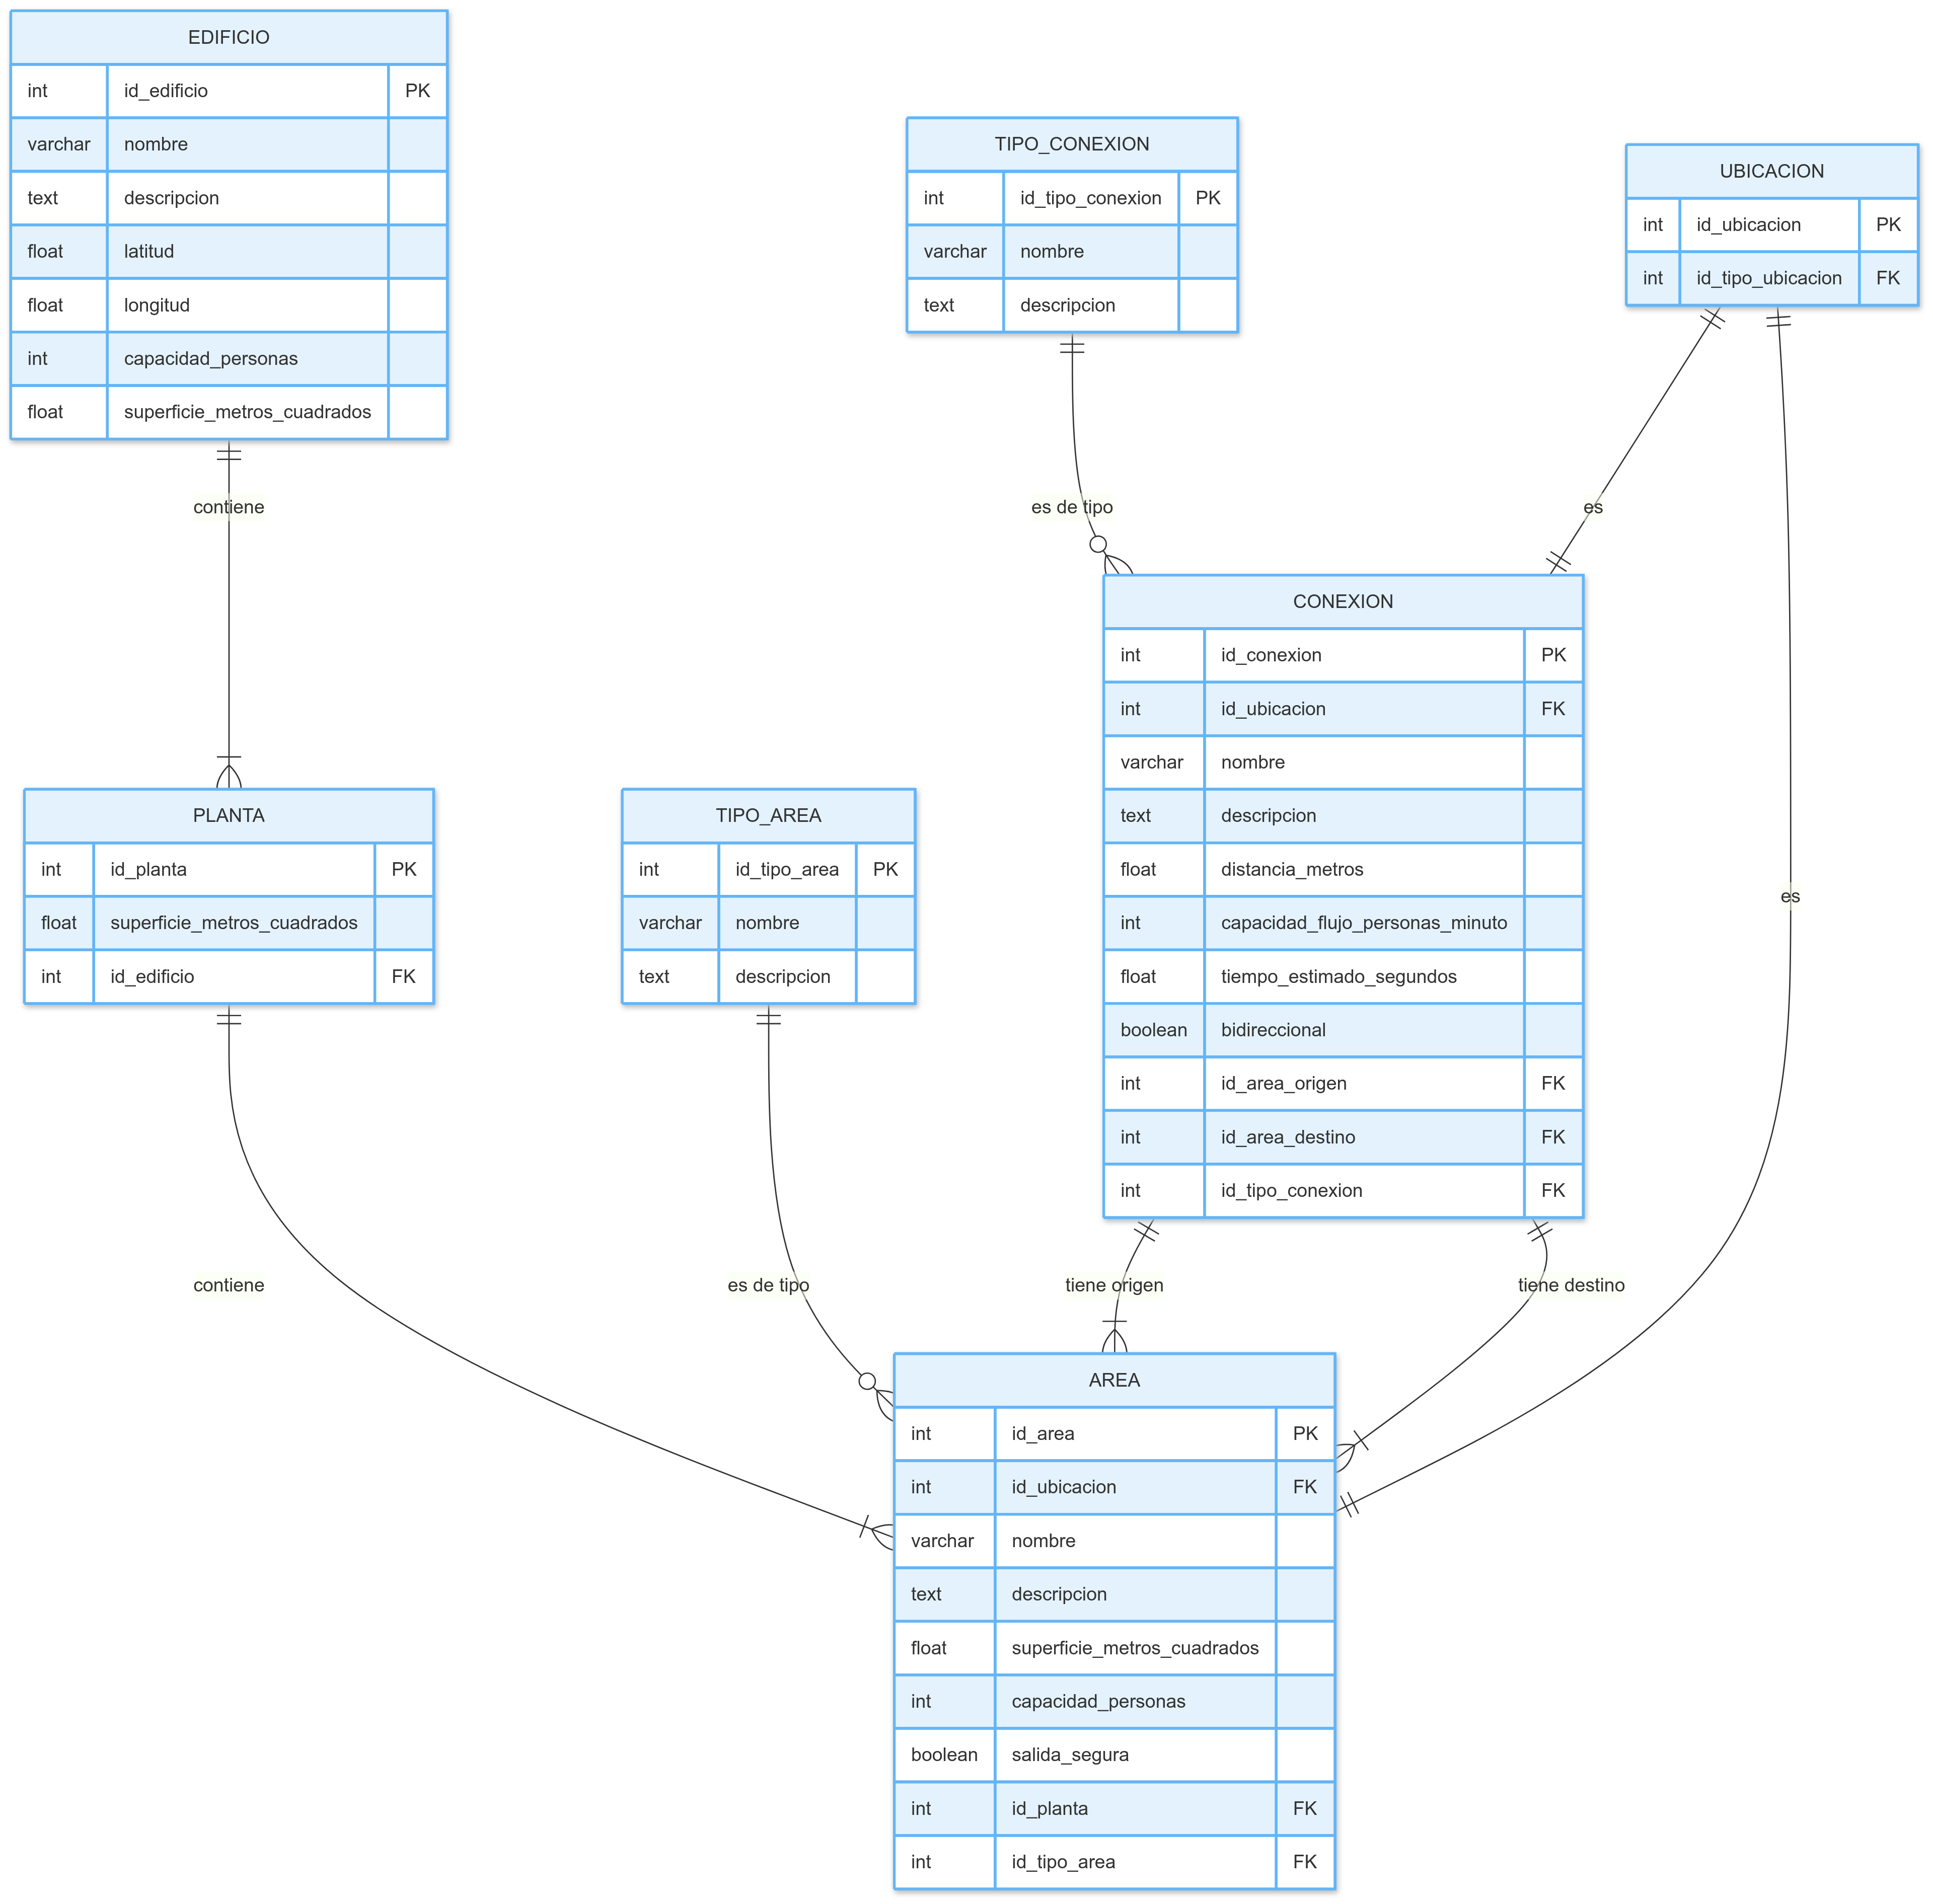 EDIFICIO
int id_edificio PK
varchar nombre
text descripcion
float latitud
float longitud
int capacidad_personas
float superficie_metros_cuadrados
TIPO_CONEXION
int id_tipo_conexion PK
varchar nombre
text descripcion
UBICACION
int id_ubicacion PK
int id_tipo_ubicacion FK
contiene
es de tipo
es
CONEXION
int id_conexion PK
int id_ubicacion FK
varchar nombre
text descripcion
float distancia_metros
int capacidad_flujo_personas_minuto
float tiempo_estimado_segundos
boolean bidireccional
int id_area_origen FK
int id_area_destino FK
int id_tipo_conexion FK
PLANTA
int id_planta PK
float superficie_metros_cuadrados
int id_edificio FK
TIPO_AREA
int id_tipo_area PK
varchar nombre
text descripcion
es
contiene
es de tipo
tiene origen
tiene destino
AREA
int id_area PK
int id_ubicacion FK
varchar nombre
text descripcion
float superficie_metros_cuadrados
int capacidad_personas
boolean salida_segura
int id_planta FK
int id_tipo_area FK